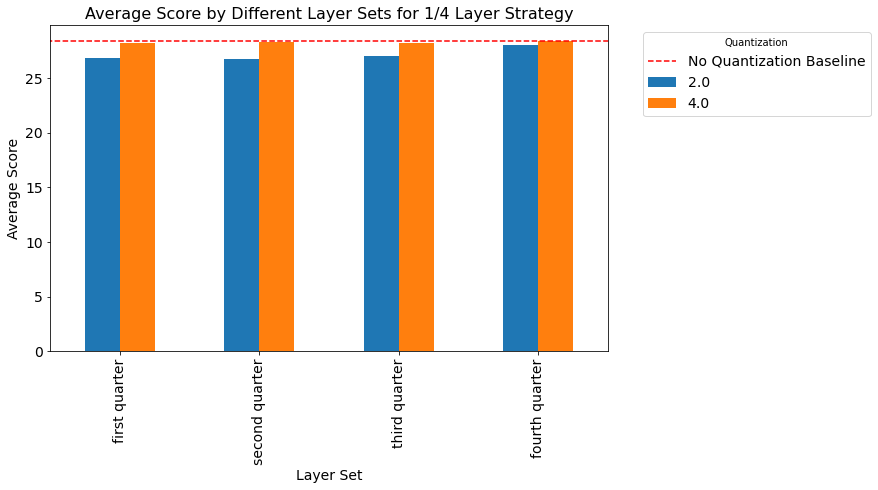 Average Score by Different Layer Sets for 1/4 Layer Strategy
Quantization
No Quantization Baseline
2.0
4.0
Average Score
25
20
15
10
5
0
first quarter
second quarter
third quarter
fourth quarter
Layer Set